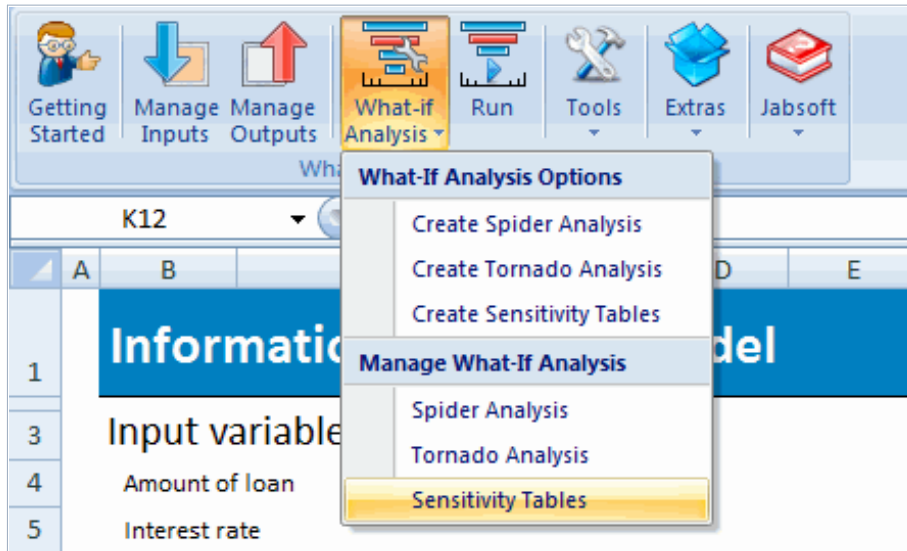 Getting Started
Manage Inputs
Manage Outputs
What-if Analysis
Run
Tools
Extras
Jabsoft
What-If Analysis Options
Create Spider Analysis
Create Tornado Analysis
Create Sensitivity Tables
Manage What-If Analysis
Spider Analysis
Tornado Analysis
Sensitivity Tables
K12
A B D E
1 Informatio del
3 Input variable
4 Amount of loan
5 Interest rate